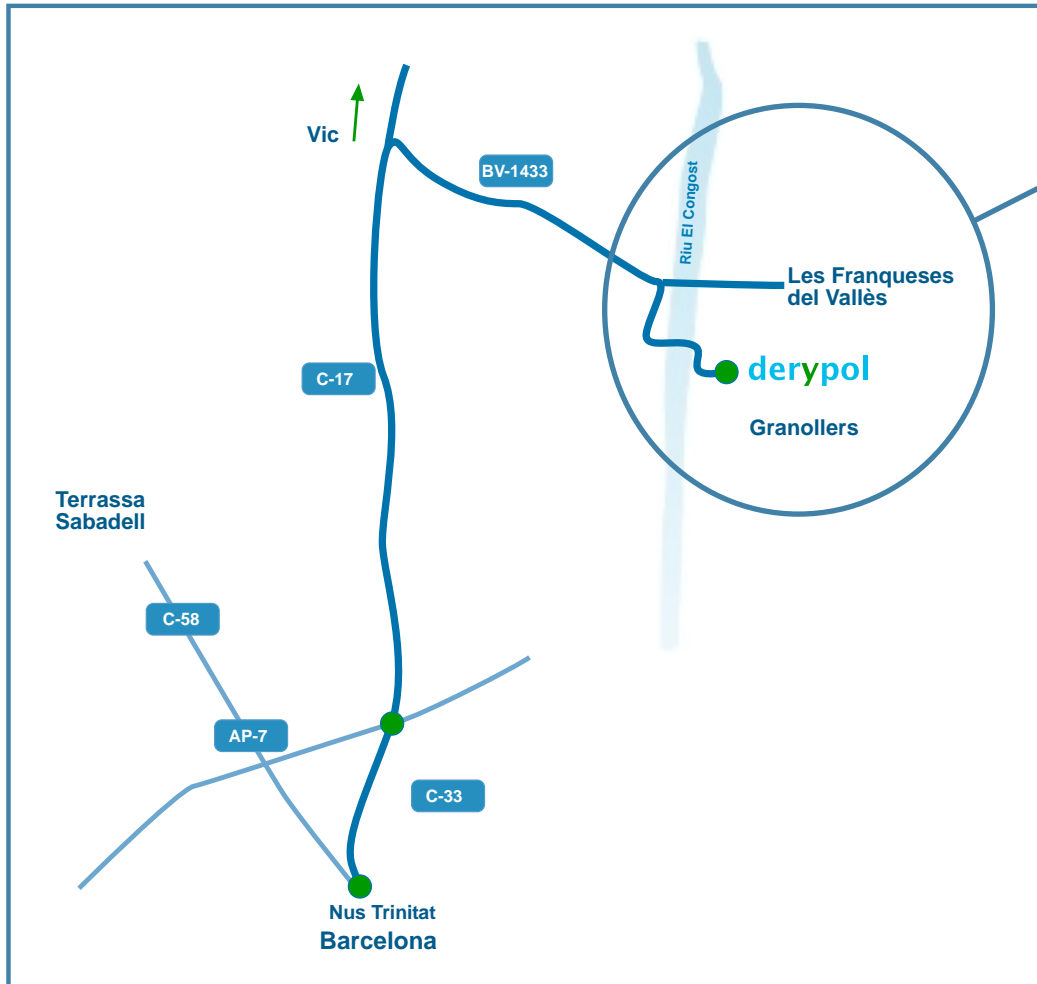 Vic
BV-1433
Riu El Congost
Les Franqueses
del Vallès
C-17
derypol
Granollers
Terrassa
Sabadell
C-58
AP-7
C-33
Nus Trinitat
Barcelona